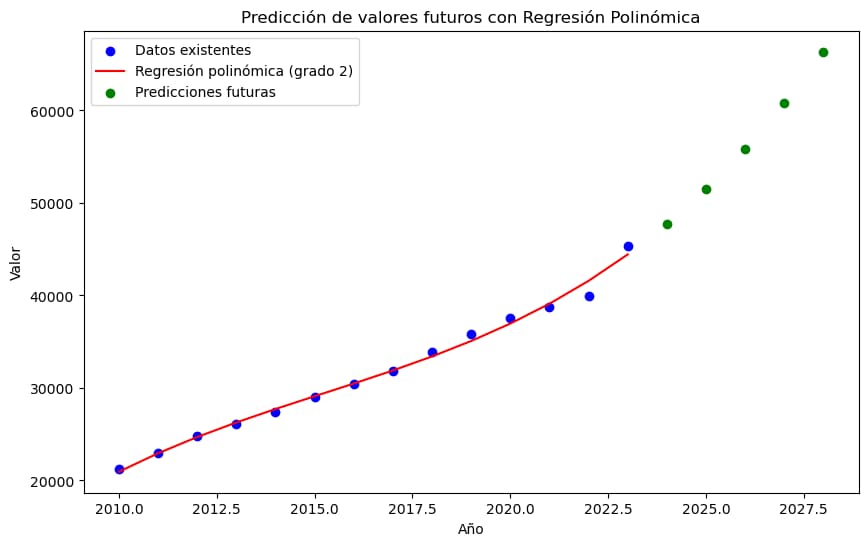 Predicción de valores futuros con Regresión Polinómica
Datos existentes
Regresión polinómica (grado 2)
Predicciones futuras
60000
50000
40000
30000
20000
Valor
2010.0 2012.5 2015.0 2017.5 2020.0 2022.5 2025.0 2027.5
Año